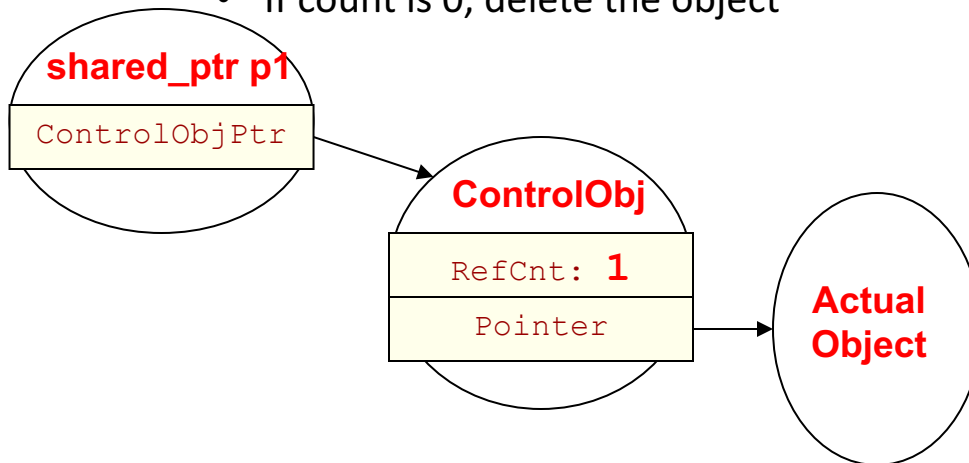 • If count is 0, delete the object
shared_ptr p1
ControlObjPtr
ControlObj
RefCnt: 1
Pointer
Actual
Object